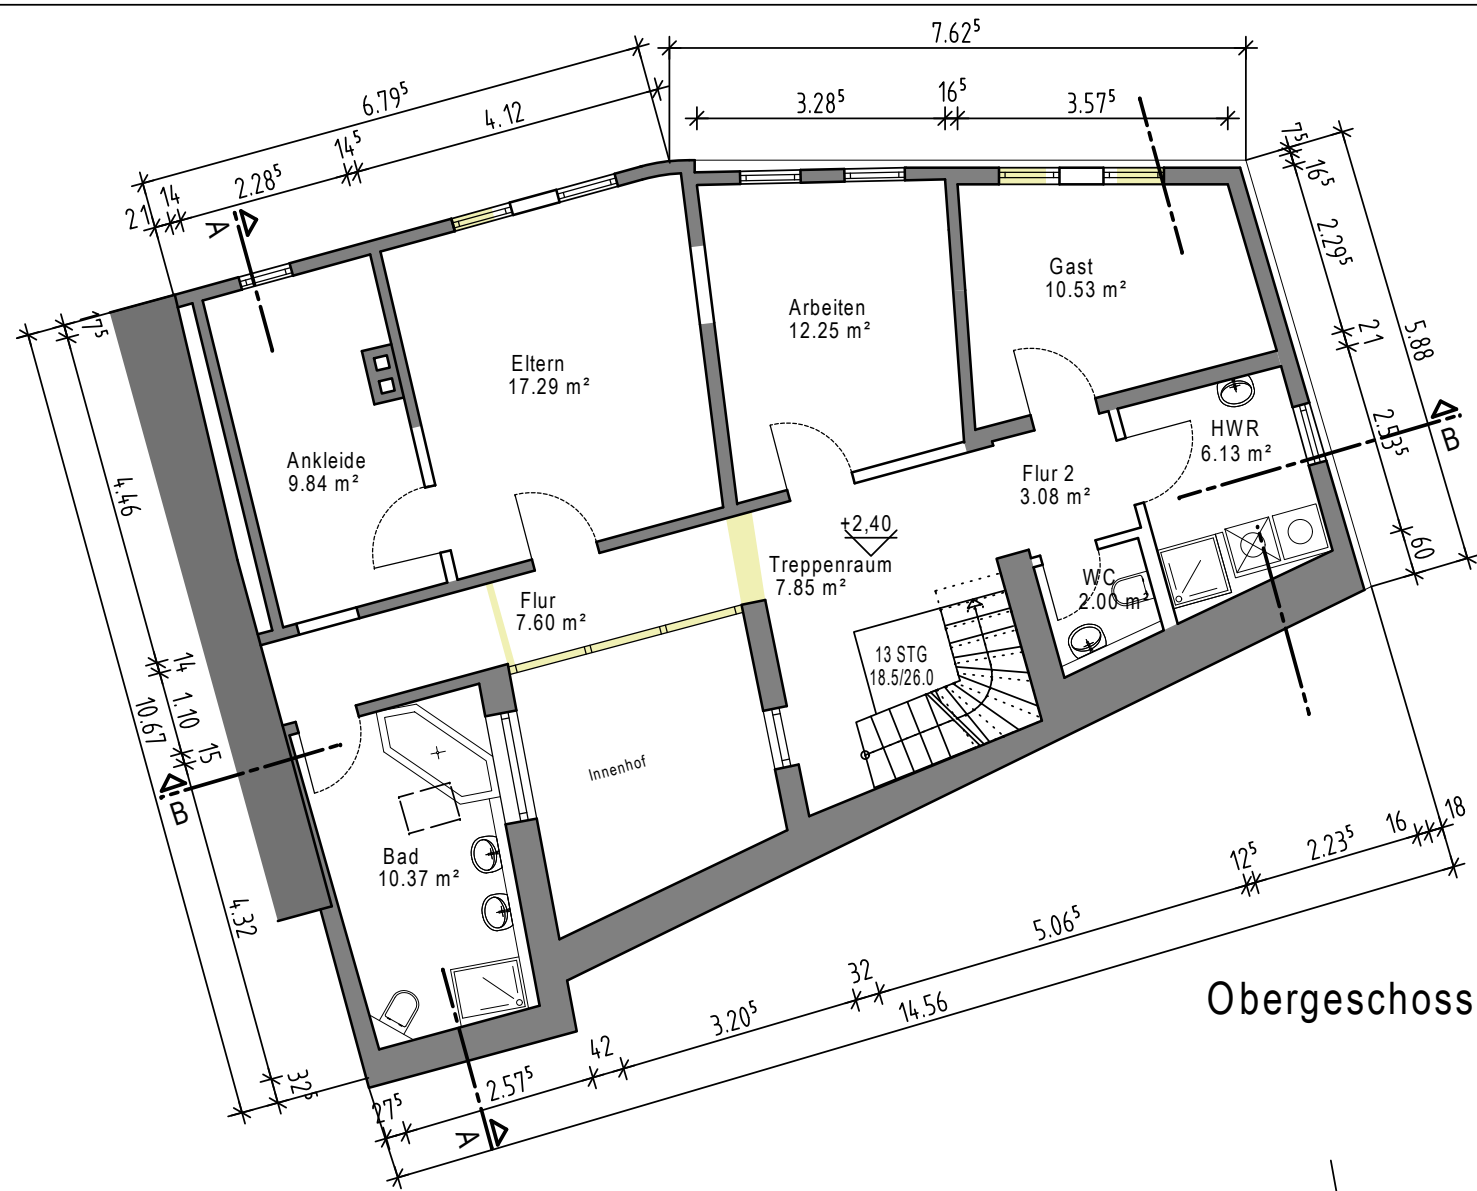 7.62⁵
6.79⁵
4.12
14⁵
2.28⁵
14
21
3.28⁵
16⁵
3.57⁵
7⁵
16⁵
2.29⁵
21
5.88
2.53⁵
60
A
B
17⁵
4.46
14
1.10
15
10.67
4.32
32⁵
B
Gast
10.53 m²
Arbeiten
12.25 m²
Eltern
17.29 m²
Ankleide
9.84 m²
HWR
6.13 m²
Flur 2
3.08 m²
+2,40
Treppenraum
7.85 m²
WC
2.00 m²
Flur
7.60 m²
13 STG
18.5/26.0
Innenhof
Bad
10.37 m²
18
16
2.23⁵
12⁵
5.06⁵
32
14.56
3.20⁵
42
2.57⁵
27⁵
A
Obergeschoss